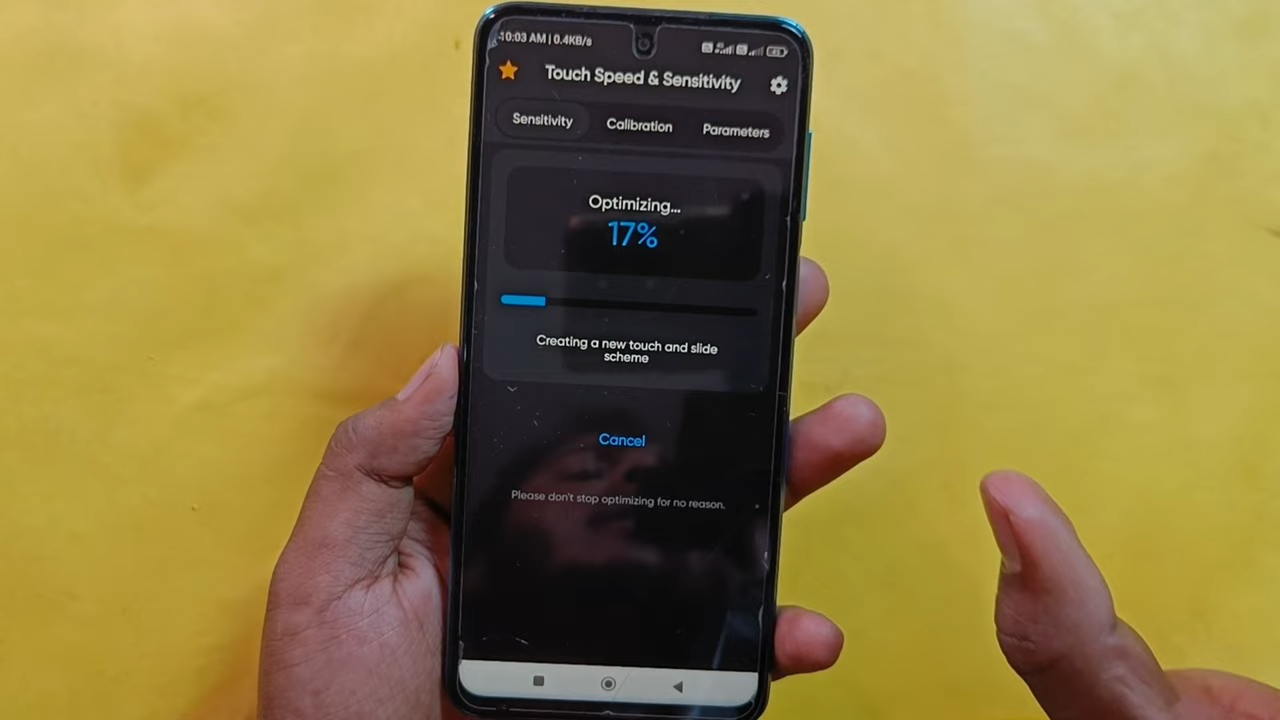 10:03 AM | 0.4KB/s
Touch Speed & Sensitivity
Sensitivity
Calibration
Parameters
Optimizing...
17%
Creating a new touch and slide
scheme
Cancel
Please don't stop optimizing for no reason.